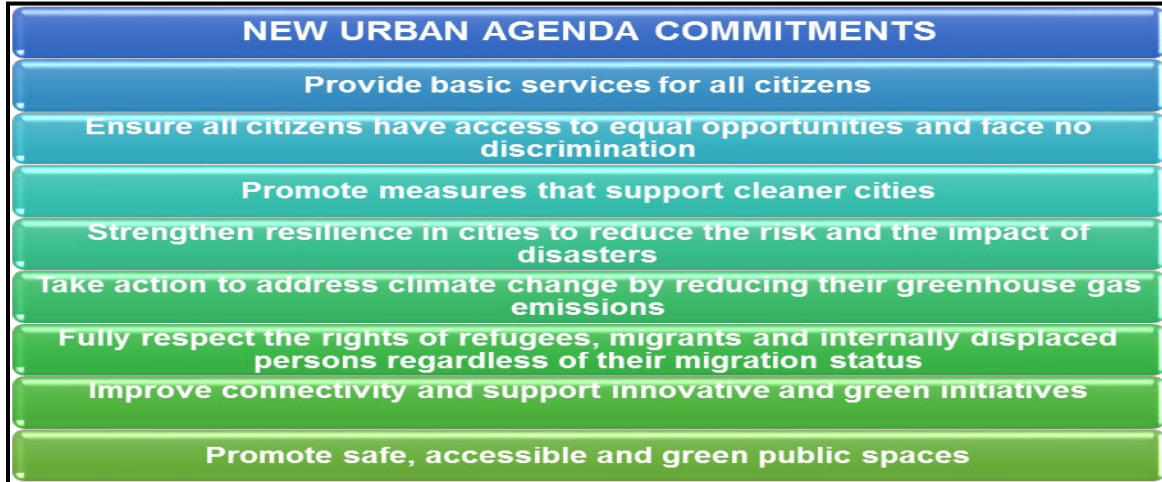 NEW URBAN AGENDA COMMITMENTS
Provide basic services for all citizens
Ensure all citizens have access to equal opportunities and face no
discrimination
Promote measures that support cleaner cities
Strengthen resilience in cities to reduce the risk and the impact of
disasters
Take action to address climate change by reducing their greenhouse gas
emissions
Fully respect the rights of refugees, migrants and internally displaced
persons regardless of their migration status
Improve connectivity and support innovative and green initiatives
Promote safe, accessible and green public spaces